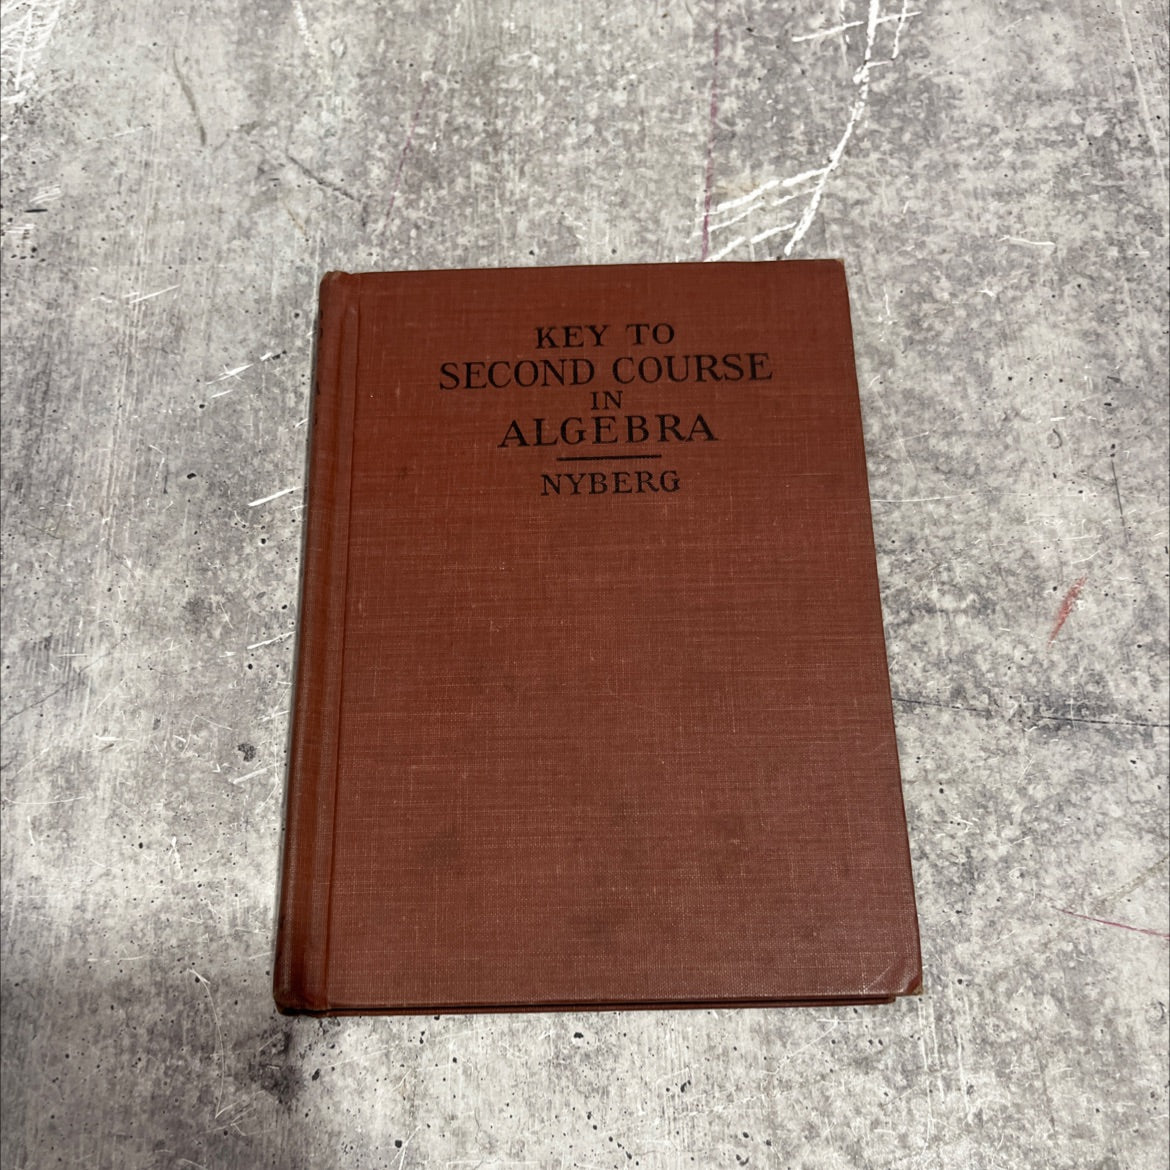 KEY TO
SECOND COURSE
IN
ALGEBRA
NYBERG